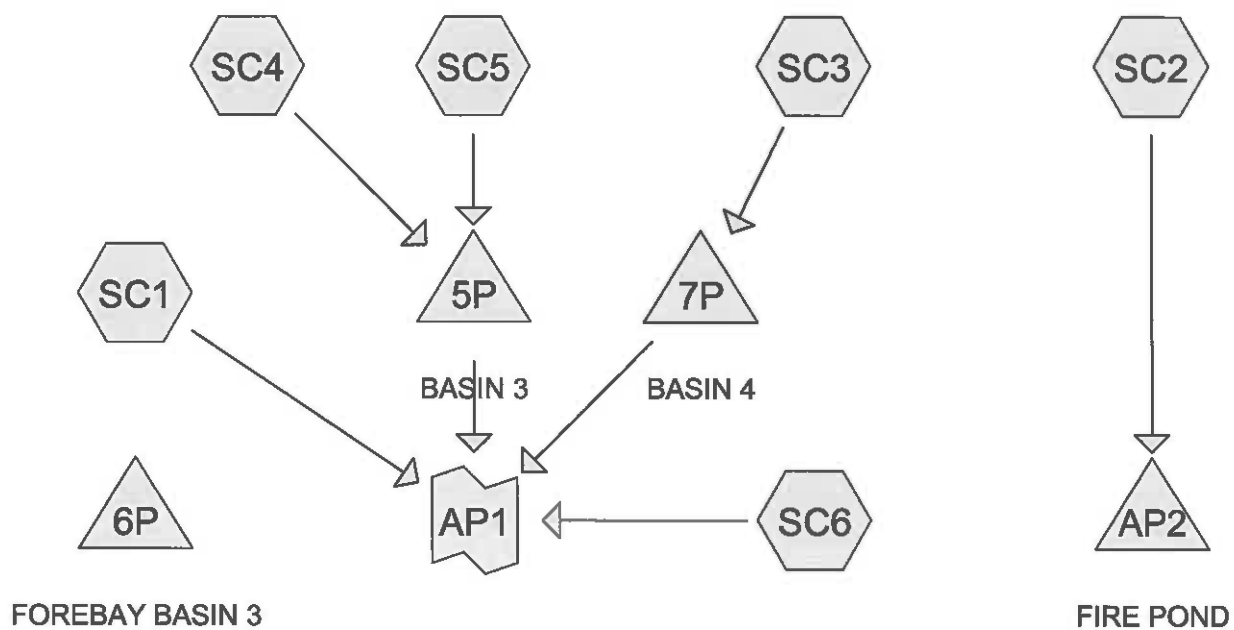 SC4
SC5
SC3
SC2
SC1
5P
7P
BASIN 3
BASIN 4
6P
AP1
SC6
AP2
FOREBAY BASIN 3
FIRE POND